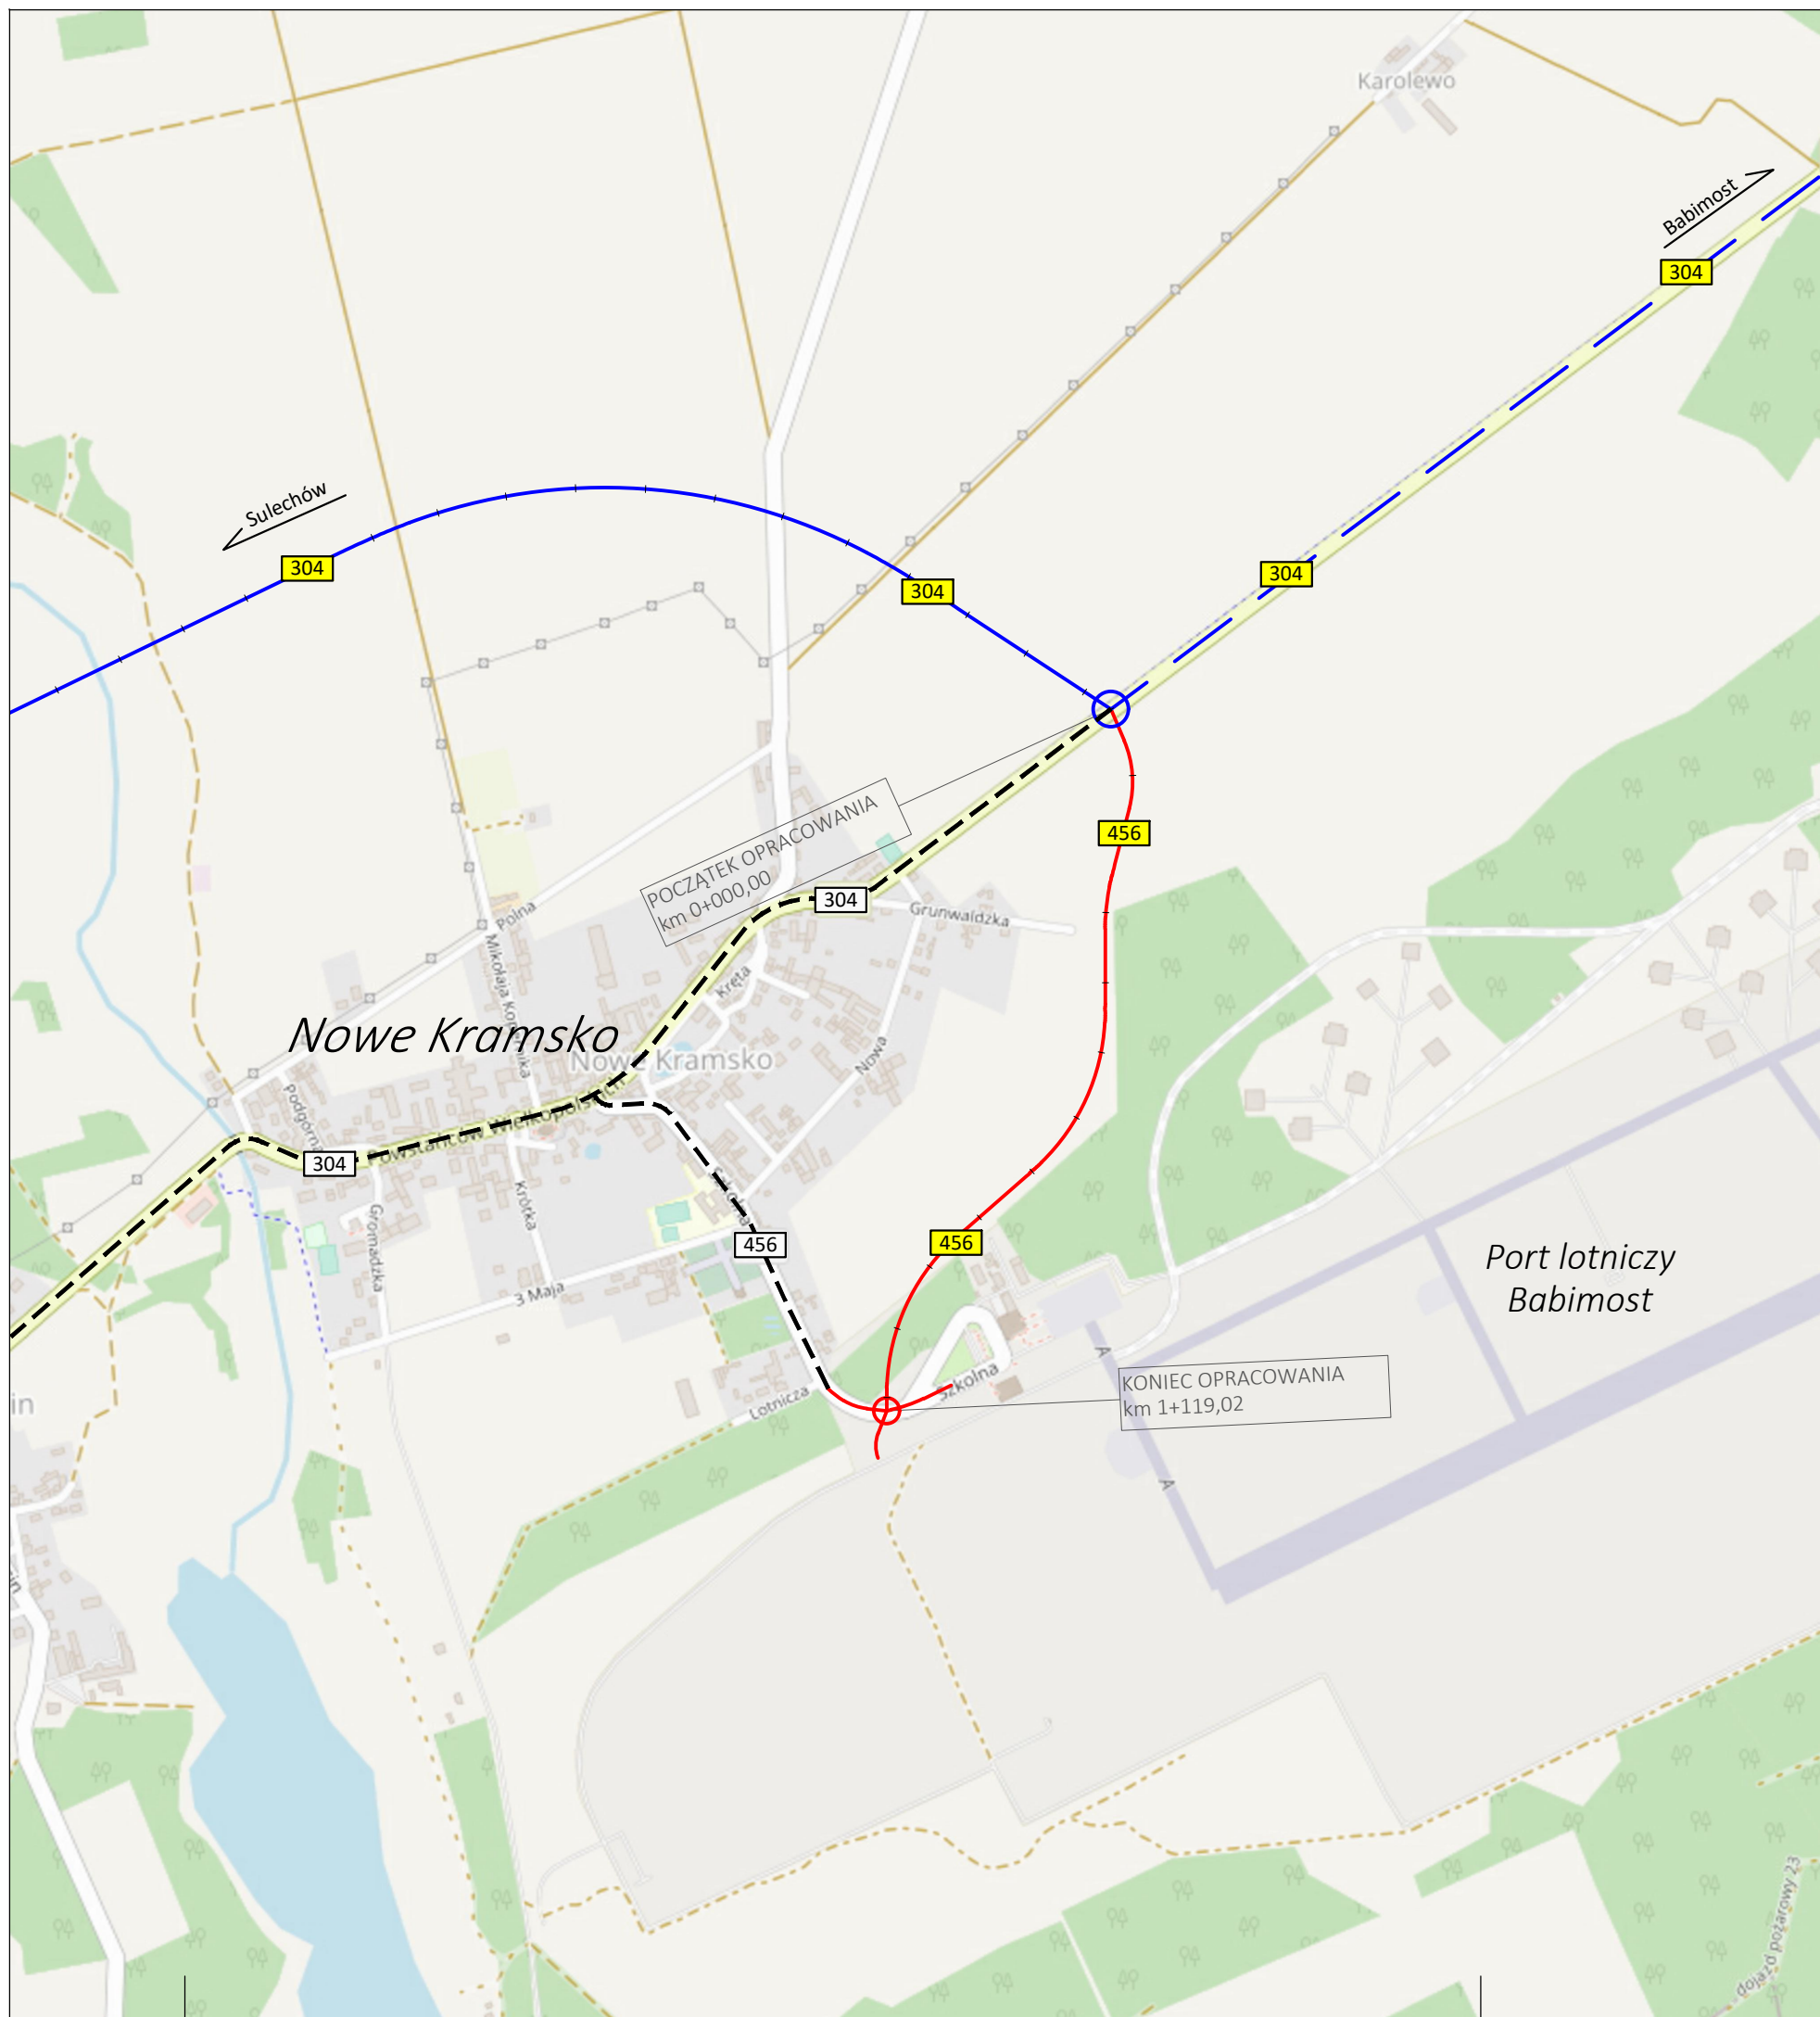 Karolewo
Babimost
304
Sulechów
304
304
304
456
POCZĄTEK OPRACOWANIA
km 0+000,00
304
Grunwaldzka
Polna
Kręta
Nowe Kramsko
Nowe Kramsko
Nowa
Podgórna
304
Powstańców Wielkopolskich
Szkolna
Krótka
Gromadzka
456
456
3 Maja
Port lotniczy
Babimost
A
KONIEC OPRACOWANIA
km 1+119,02
Szkolna
Lotnicza
in
A
dojazd pożarowy 23